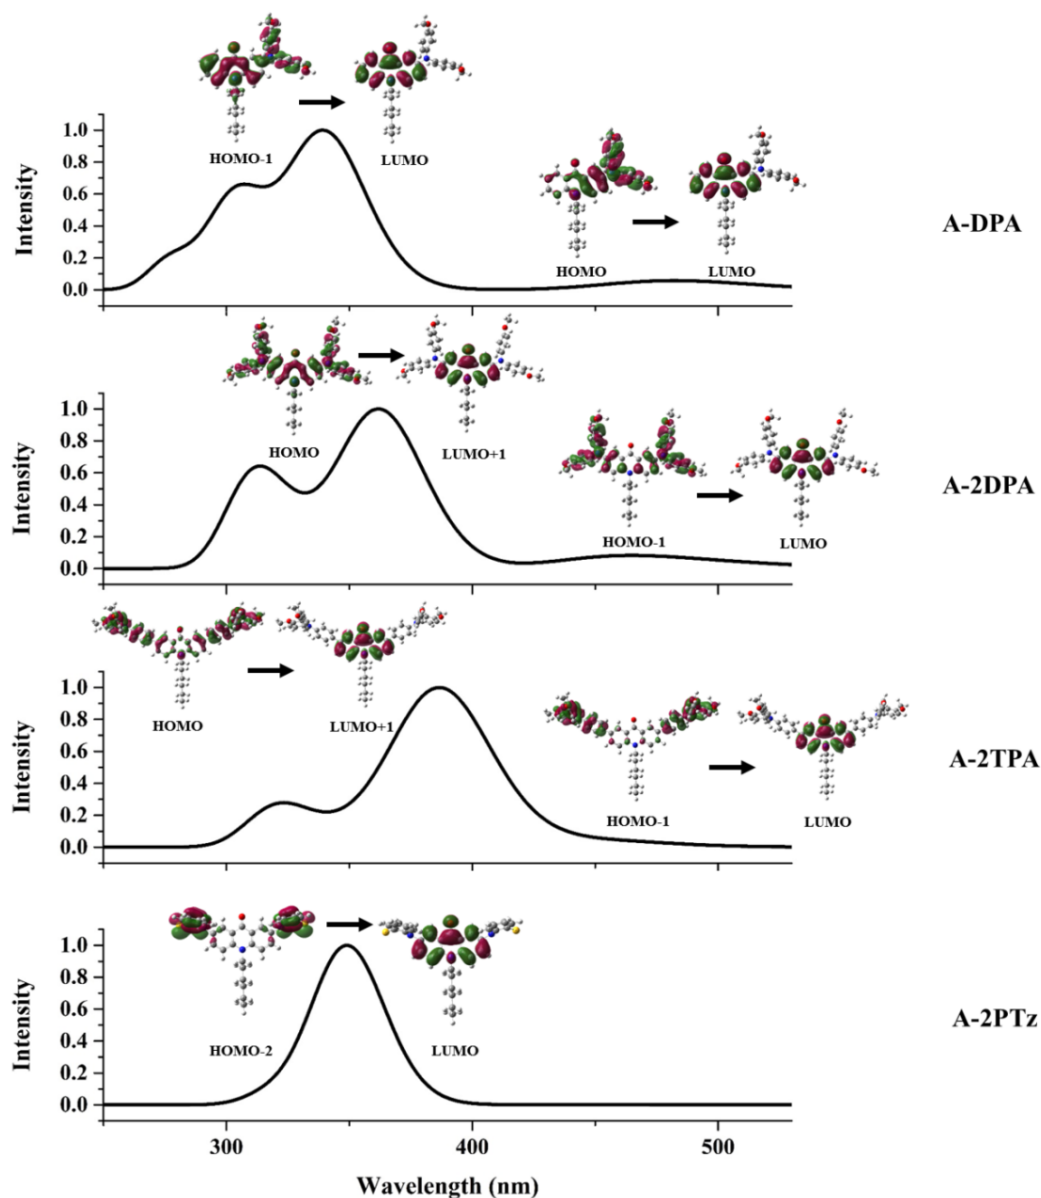 HOMO-1
LUMO
1.0
0.8
0.6
0.4
0.2
0.0
Intensity
HOMO
LUMO
A-DPA
HOMO
LUMO+1
1.0
0.8
0.6
0.4
0.2
0.0
Intensity
HOMO-1
LUMO
A-2DPA
HOMO
LUMO+1
1.0
0.8
0.6
0.4
0.2
0.0
Intensity
HOMO-1
LUMO
A-2TPA
1.0
0.8
0.6
0.4
0.2
0.0
Intensity
HOMO-2
LUMO
A-2PTz
300
400
500
Wavelength (nm)